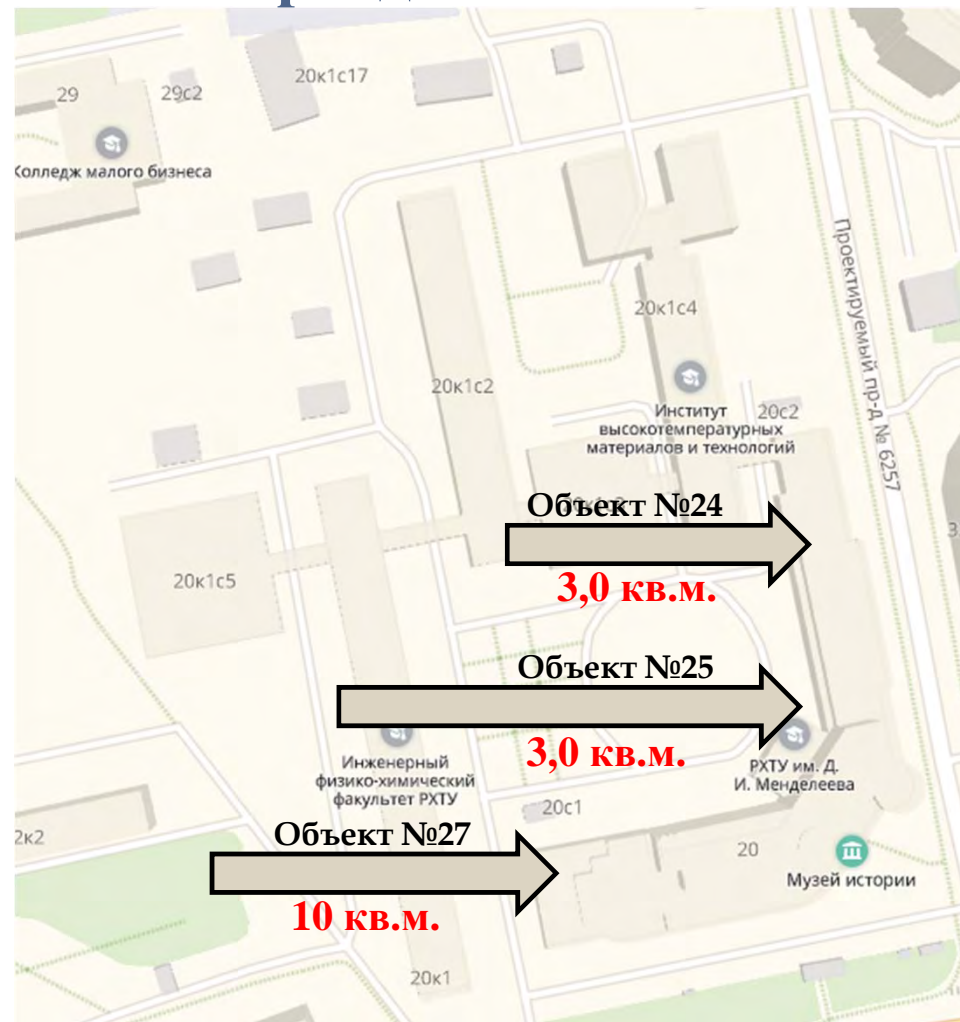 20к1с17
29
29с2
Колледж малого бизнеса
Проектируемый пр-д № 6257
20к1с4
20к1с2
Институт
высокотемпературных
материалов и технологий
20с2
Объект №24
3,0 кв.м.
20к1с5
Объект №25
3,0 кв.м.
Инженерный
физико-химический
факультет РХТУ
РХТУ им. Д.
И. Менделеева
20с1
2к2
Объект №27
10 кв.м.
20
Музей истории
20к1